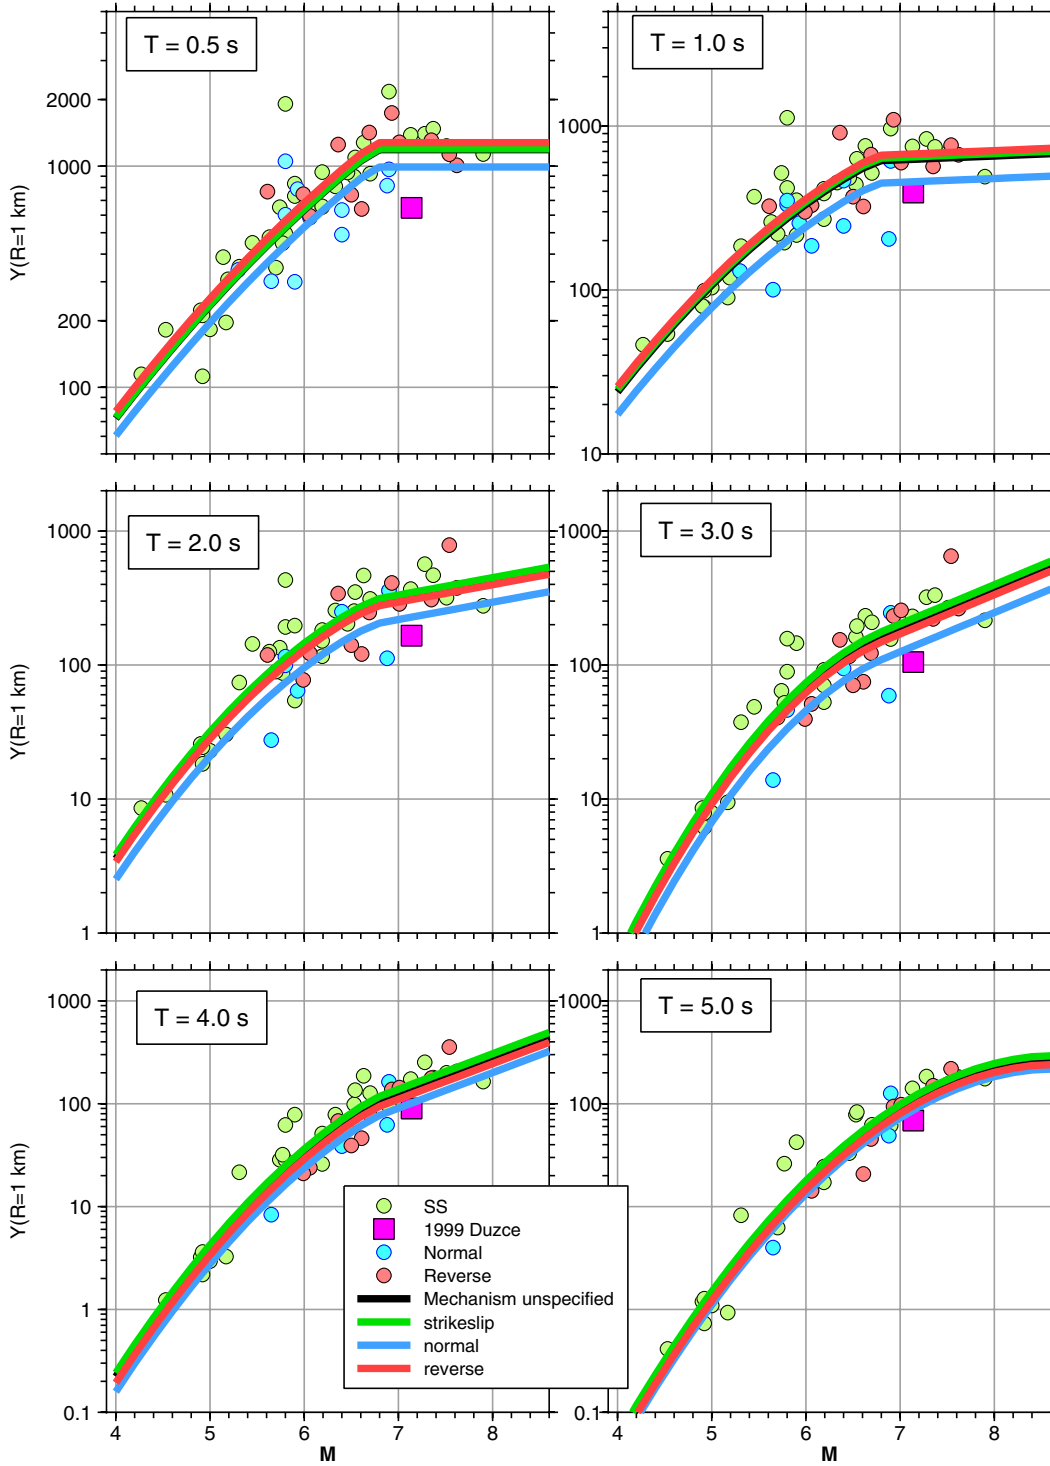 T = 0.5 s
T = 1.0 s
2000
1000
200
100
Y(R=1 km)
1000
100
10
T = 2.0 s
T = 3.0 s
1000
100
10
1
Y(R=1 km)
1000
100
10
1
T = 4.0 s
T = 5.0 s
1000
100
10
1
0.1
Y(R=1 km)
1000
100
10
1
0.1
SS
1999 Duzce
Normal
Reverse
Mechanism unspecified
strikeslip
normal
reverse
4 5 6 7 8
4 5 6 7 8
M
M